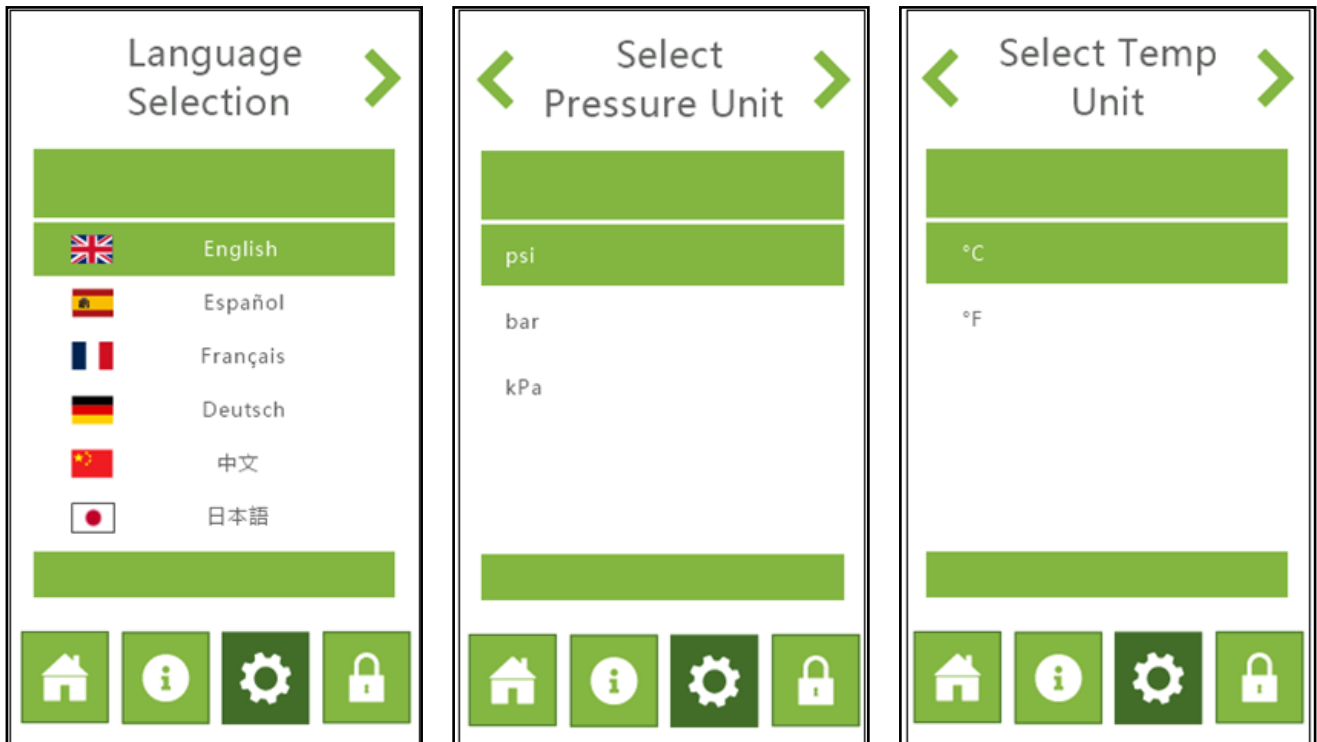 Language
Selection
English
Español
Français
Deutsch
中文
日本語
Select
Pressure Unit
psi
bar
kPa
Select Temp
Unit
°C
°F